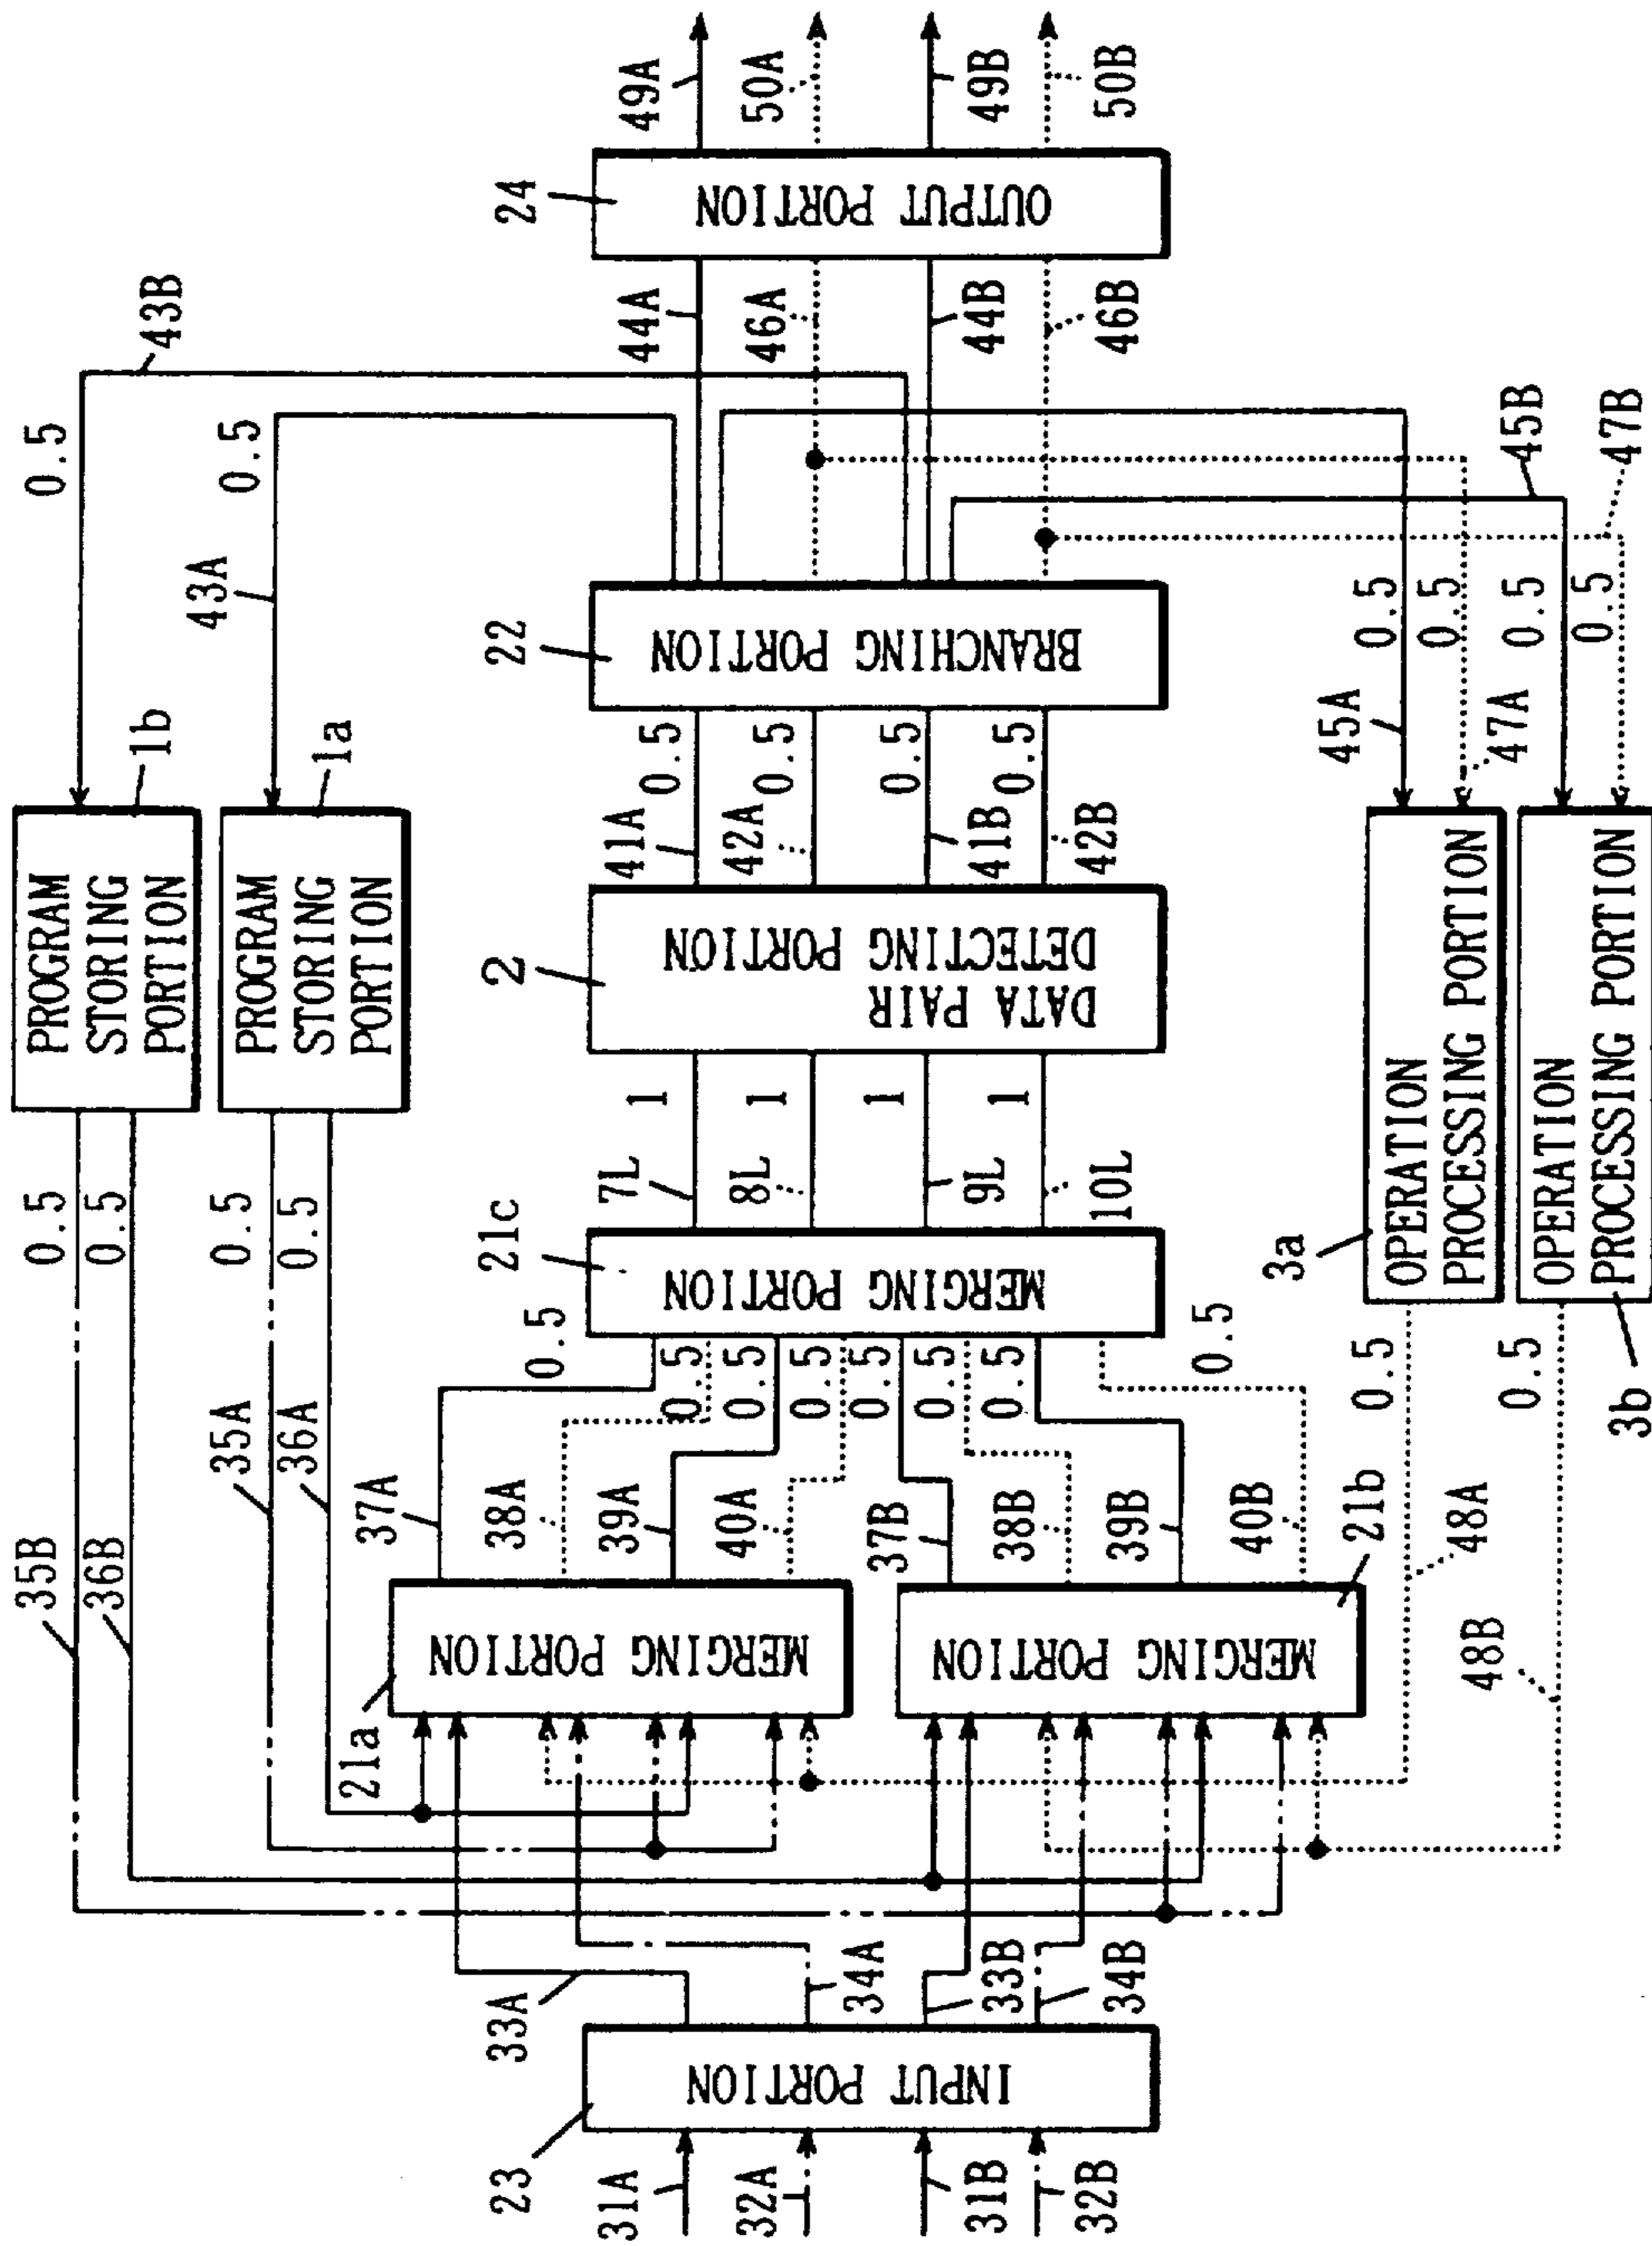 PROGRAM
STORING
PORTION
1b
PROGRAM
STORING
PORTION
1a
0.5
0.5
43B
43A
35B
36B
0.5
0.5
35A
36A
0.5
0.5
23
INPUT PORTION
31A
32A
31B
32B
33A
34A
33B
34B
21a
MERGING PORTION
MERGING PORTION
21b
37A
38A
39A
40A
37B
38B
39B
40B
0.5
0.5
0.5
0.5
0.5
0.5
0.5
0.5
21c
MERGING PORTION
7L
8L
9L
10L
1
1
1
1
2
DATA PAIR
DETECTING PORTION
41A
42A
41B
42B
0.5
0.5
0.5
0.5
22
BRANCHING PORTION
44A
46A
44B
46B
24
OUTPUT PORTION
49A
50A
49B
50B
48A
48B
0.5
0.5
3a
OPERATION
PROCESSING PORTION
3b
OPERATION
PROCESSING PORTION
45A
47A
0.5
0.5
0.5
0.5
45B
47B